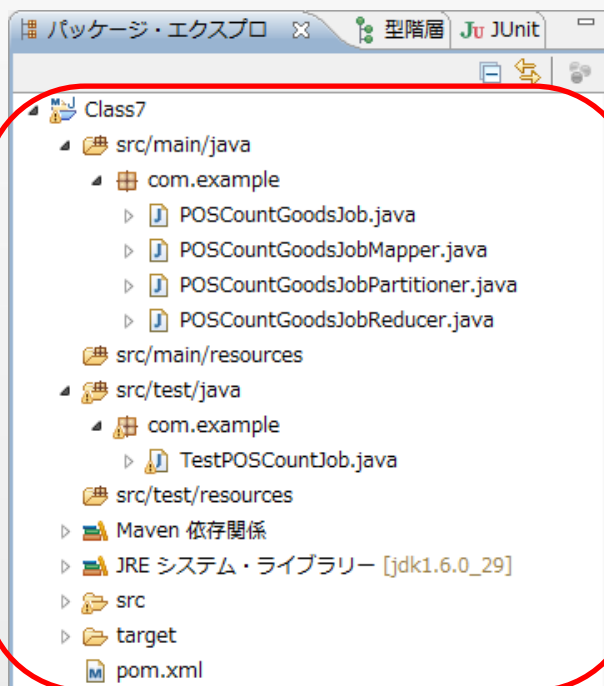 パッケージ・エクスプロ 型階層 JUnit
Class7
src/main/java
com.example
POSCountGoodsJob.java
POSCountGoodsJobMapper.java
POSCountGoodsJobPartitioner.java
POSCountGoodsJobReducer.java
src/main/resources
src/test/java
com.example
TestPOSCountJob.java
src/test/resources
Maven 依存関係
JRE システム・ライブラリー [jdk1.6.0_29]
src
target
pom.xml